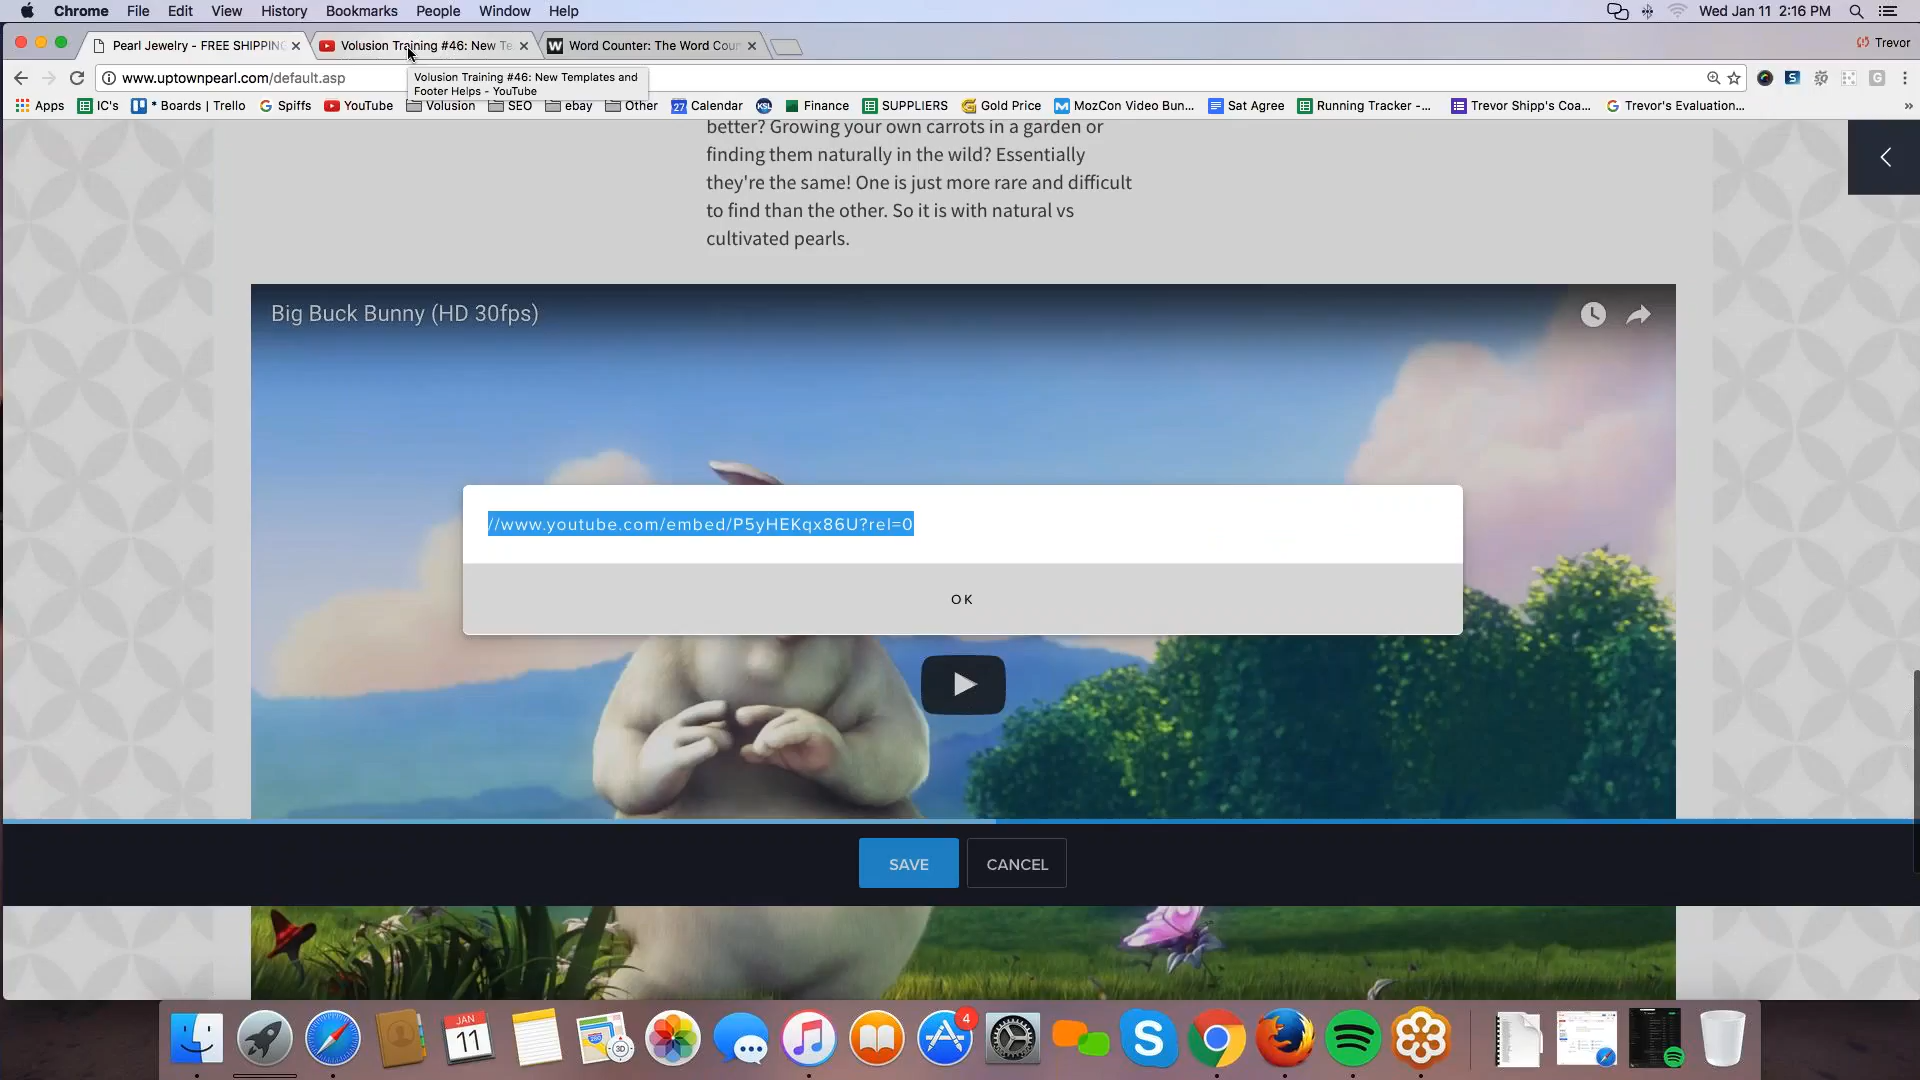 Chrome File Edit View History Bookmarks People Window Help Wed Jan 11 2:16 PM
Pearl Jewelry - FREE SHIPPING Volusion Training #46: New Te Word Counter: The Word Coun Trevor
www.uptownpearl.com/default.asp
Volusion Training #46: New Templates and
Footer Helps - YouTube
Apps IC's * Boards | Trello Spiffs YouTube Volusion SEO ebay Other 27 Calendar KSL Finance SUPPLIERS Gold Price MozCon Video Bun... Sat Agree Running Tracker -... Trevor Shipp's Coa... Trevor's Evaluation... »
better? Growing your own carrots in a garden or
finding them naturally in the wild? Essentially
they're the same! One is just more rare and difficult
to find than the other. So it is with natural vs
cultivated pearls.
Big Buck Bunny (HD 30fps)
//www.youtube.com/embed/P5yHEKqx86U?rel=0
OK
SAVE CANCEL
JAN
11
280
3D
4